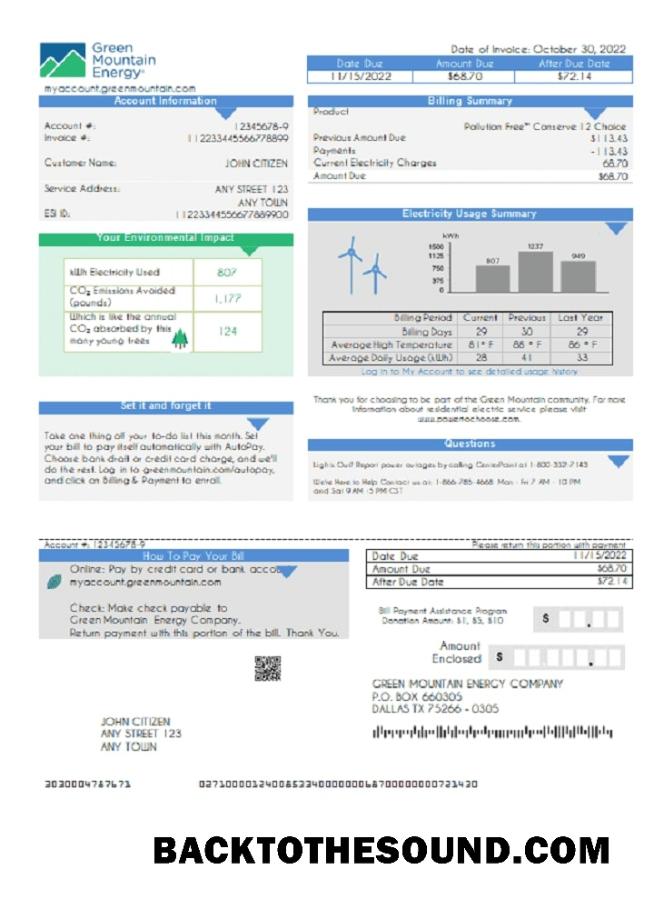 Green
Mountain
Energy
myaccount.greenmountain.com
Date of Invoice: October 30, 2022
Date Due Amount Due After Due Date
11/15/2022 $68.70 $72.14
Account Information
Account #: 12345678-9
Invoice #: 112233445566778899
Customer Name: JOHN CITIZEN
Service Address: ANY STREET 123
ANY TOWN
ESI ID: 11223344556677889900
Billing Summary
Product
Pollution Free™ Conserve 12 Choice
Previous Amount Due $113.43
Payments -113.43
Current Electricity Charges 68.70
Amount Due $68.70
Your Environmental Impact
kWh Electricity Used 807
CO₂ Emissions Avoided
(pounds) 1,177
Which is like the annual
CO₂ absorbed by this
many young trees 124
Electricity Usage Summary
kWh
1500
1125
750
375
0
807 1237 949
Billing Period Current Previous Last Year
Billing Days 29 30 29
Average High Temperature 81° F 88° F 86° F
Average Daily Usage (kWh) 28 41 33
Log in to My Account to see detailed usage history
Set it and forget it
Take one thing off your to-do list this month. Set
your bill to pay itself automatically with AutoPay.
Choose bank draft or credit card charge, and we'll
do the rest. Log in to greenmountain.com/autopay,
and click on Billing & Payment to enroll.
Thank you for choosing to be part of the Green Mountain community. For more
information about residential electric service please visit
www.powertochoose.com.
Questions
Lights Out? Report power outages by calling CenterPoint at 1-800-332-7143
We're Here to Help Contact us at: 1-866-785-4668 Mon - Fri 7 AM - 10 PM
and Sat 9 AM -5 PM CST
Account #: 12345678-9
Please return this portion with payment
How To Pay Your Bill
Online: Pay by credit card or bank accou
myaccount.greenmountain.com
Check: Make check payable to
Green Mountain Energy Company.
Return payment with this portion of the bill. Thank You.
Date Due 11/15/2022
Amount Due $68.70
After Due Date $72.14
Bill Payment Assistance Program
Donation Amount: $1, $5, $10 $ .
Amount
Enclosed $ .
GREEN MOUNTAIN ENERGY COMPANY
P.O. BOX 660305
DALLAS TX 75266 - 0305
JOHN CITIZEN
ANY STREET 123
ANY TOWN
BACKTOTHESOUND.COM